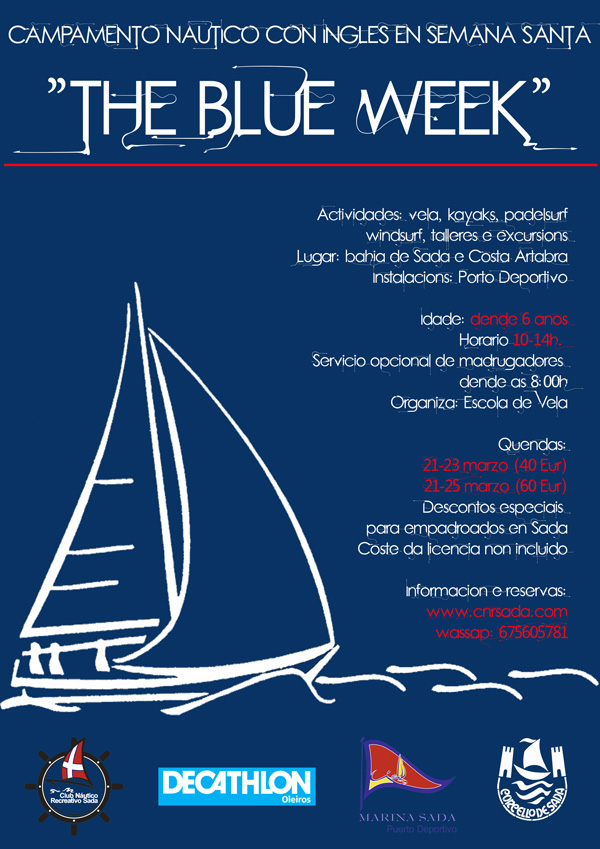 CAMPAMENTO NAUTICO CON INGLES EN SEMANA SANTA
"THE BLUE WEEK"
Actividades: vela, kayaks, padelsurf
windsurf, talleres e excursions
Lugar: bahia de Sada e Costa Artabra
Instalacions: Porto Deportivo
Idade: dende 6 anos
Horario 10-14h.
Servicio opcional de madrugadores
dende as 8:00h
Organiza: Escola de Vela
Quendas:
21-23 marzo (40 Eur)
21-25 marzo (60 Eur)
Descontos especiais
para empadroados en Sada
Coste da licencia non incluido
Informacion e reservas:
www.cnrsada.com
wassap: 675605781
Club Náutico
Recreativo Sada
DECATHLON
Oleiros
MARINA SADA
Puerto Deportivo
CONCELLO DE SADA